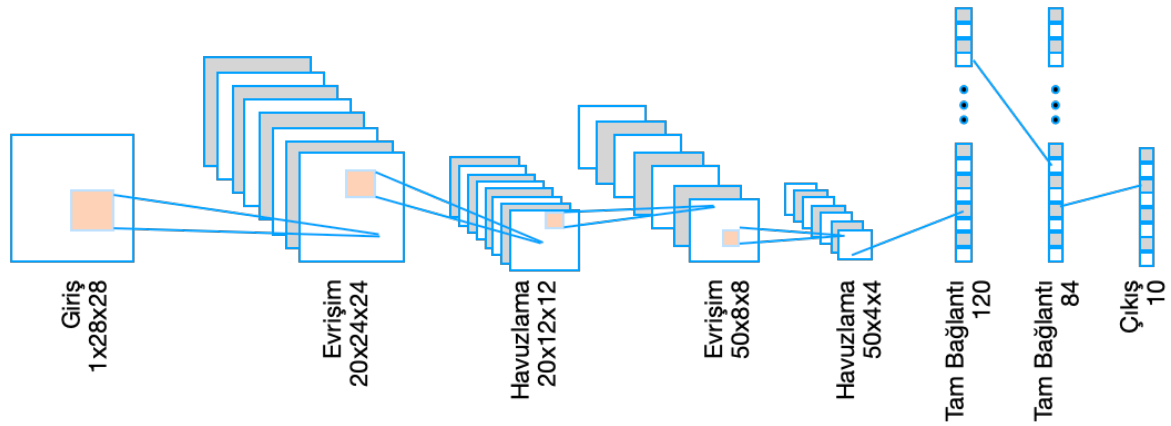 Giriş
1x28x28
Evrişim
20x24x24
Havuzlama
20x12x12
Evrişim
50x8x8
Havuzlama
50x4x4
Tam Bağlantı
120
Tam Bağlantı
84
Çıkış
10